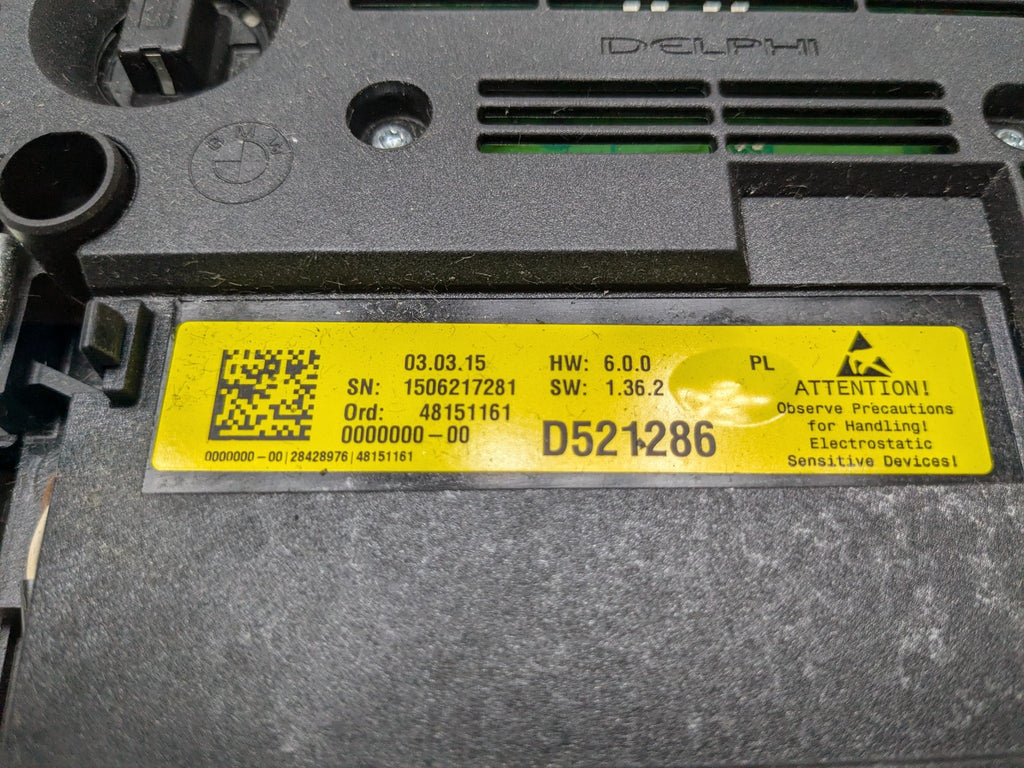 DELPHI
BMW
03.03.15
SN: 1506217281
Ord: 48151161
0000000-00
0000000-00|28428976|48151161
HW: 6.0.0
SW: 1.36.2
D521286
PL
ATTENTION!
Observe Precautions
for Handling!
Electrostatic
Sensitive Devices!